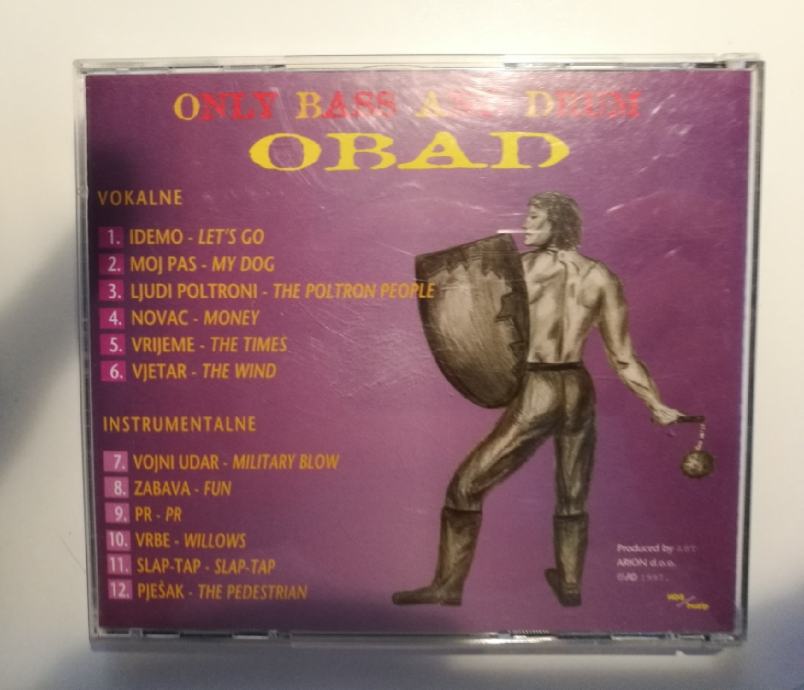 ONLY BASS AND DRUM
OBAD
VOKALNE
1. IDEMO - LET'S GO
2. MOJ PAS - MY DOG
3. LJUDI POLTRONI - THE POLTRON PEOPLE
4. NOVAC - MONEY
5. VRIJEME - THE TIMES
6. VJETAR - THE WIND
INSTRUMENTALNE
7. VOJNI UDAR - MILITARY BLOW
8. ZABAVA - FUN
9. PR - PR
10. VRBE - WILLOWS
11. SLAP-TAP - SLAP-TAP
12. PJEŠAK - THE PEDESTRIAN
Produced by ART
ARION d.o.o.
1997.